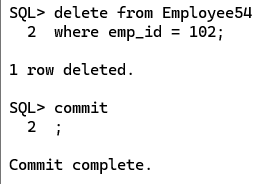 SQL> delete from Employee54
  2  where emp_id = 102;
1 row deleted.
SQL> commit
  2  ;
Commit complete.